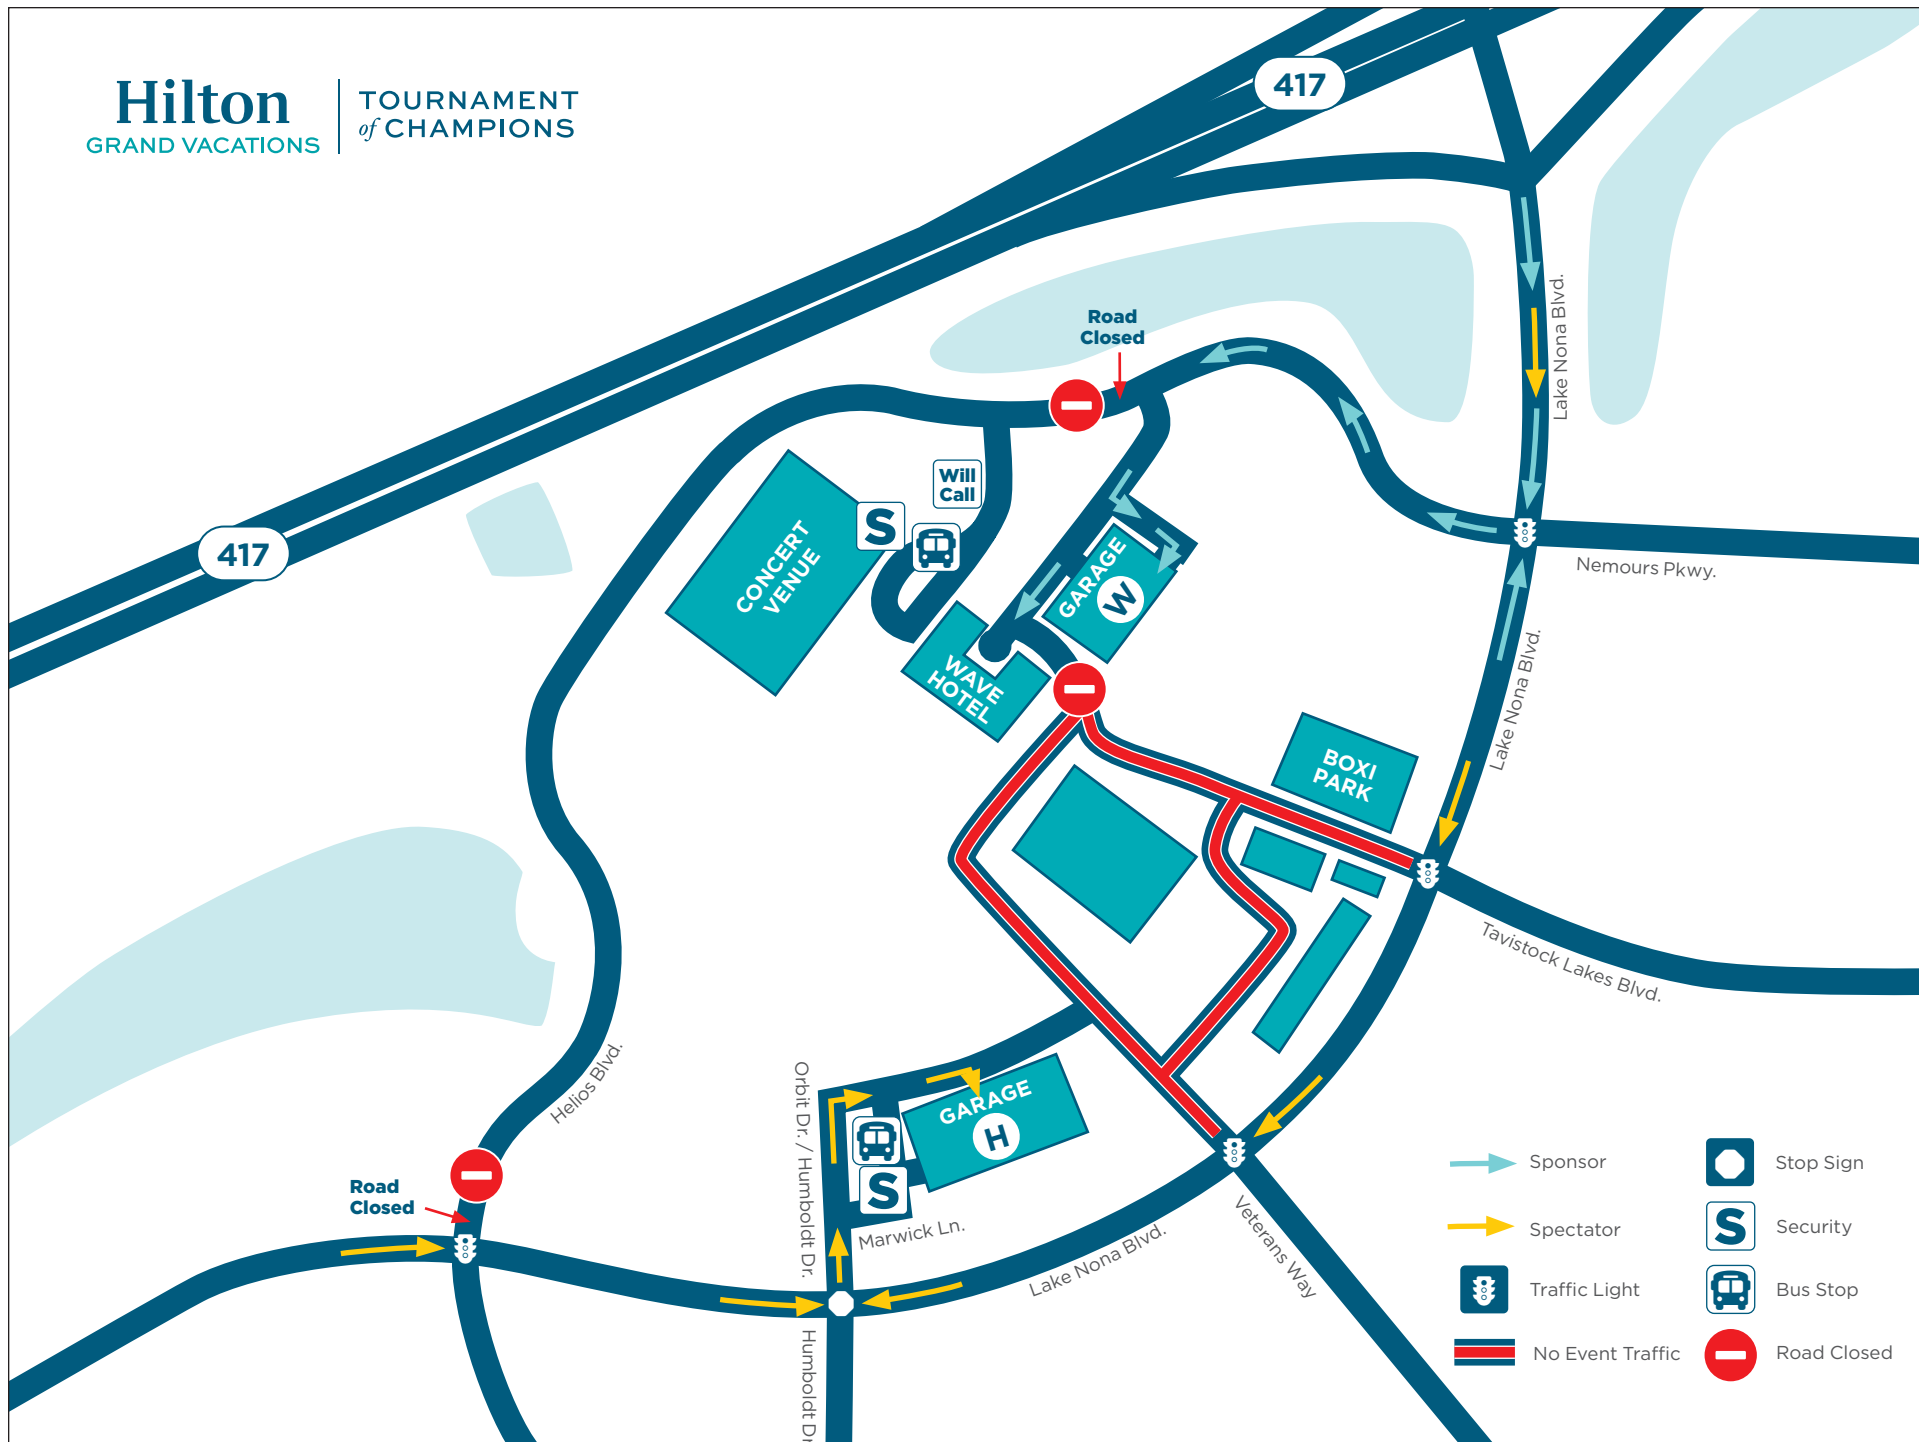 Hilton
GRAND VACATIONS
TOURNAMENT
of CHAMPIONS
417
417
Road
Closed
Lake Nona Blvd.
Will
Call
S
CONCERT
VENUE
GARAGE
W
WAVE
HOTEL
Nemours Pkwy.
Lake Nona Blvd.
BOXI
PARK
Tavistock Lakes Blvd.
Helios Blvd.
Orbit Dr. / Humboldt Dr.
GARAGE
H
S
Marwick Ln.
Road
Closed
Lake Nona Blvd.
Veterans Way
Humboldt Dr
Sponsor
Spectator
Traffic Light
No Event Traffic
Stop Sign
S
Security
Bus Stop
Road Closed